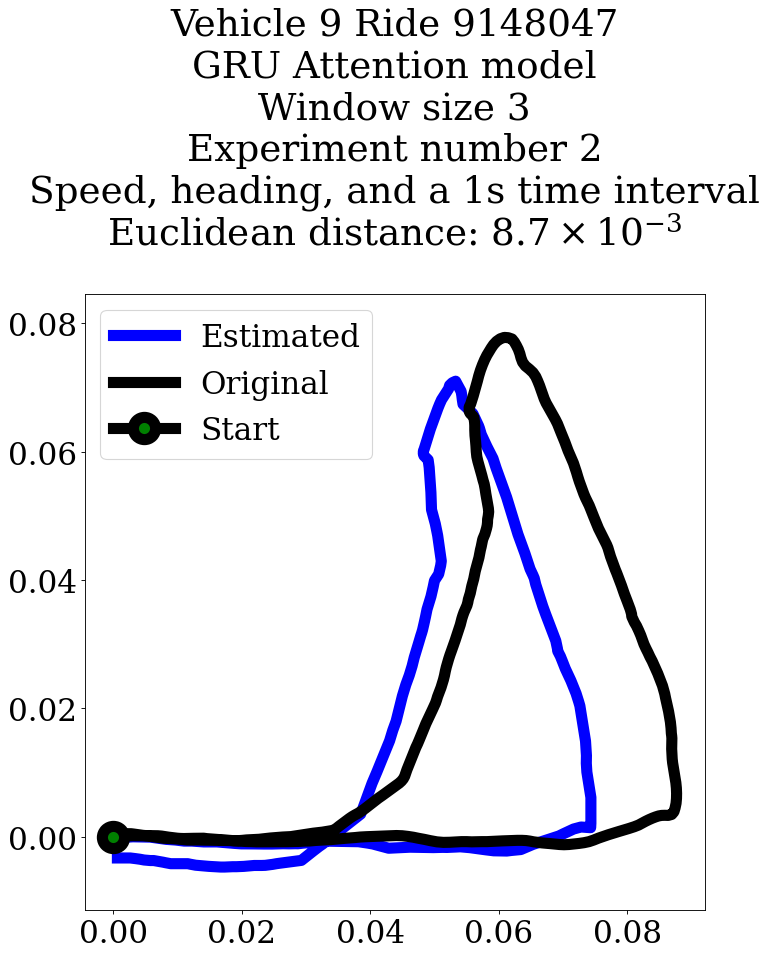 Vehicle 9 Ride 9148047
GRU Attention model
Window size 3
Experiment number 2
Speed, heading, and a 1s time interval
Euclidean distance: 8.7 × 10⁻³
Estimated
Original
Start
0.08
0.06
0.04
0.02
0.00
0.00 0.02 0.04 0.06 0.08